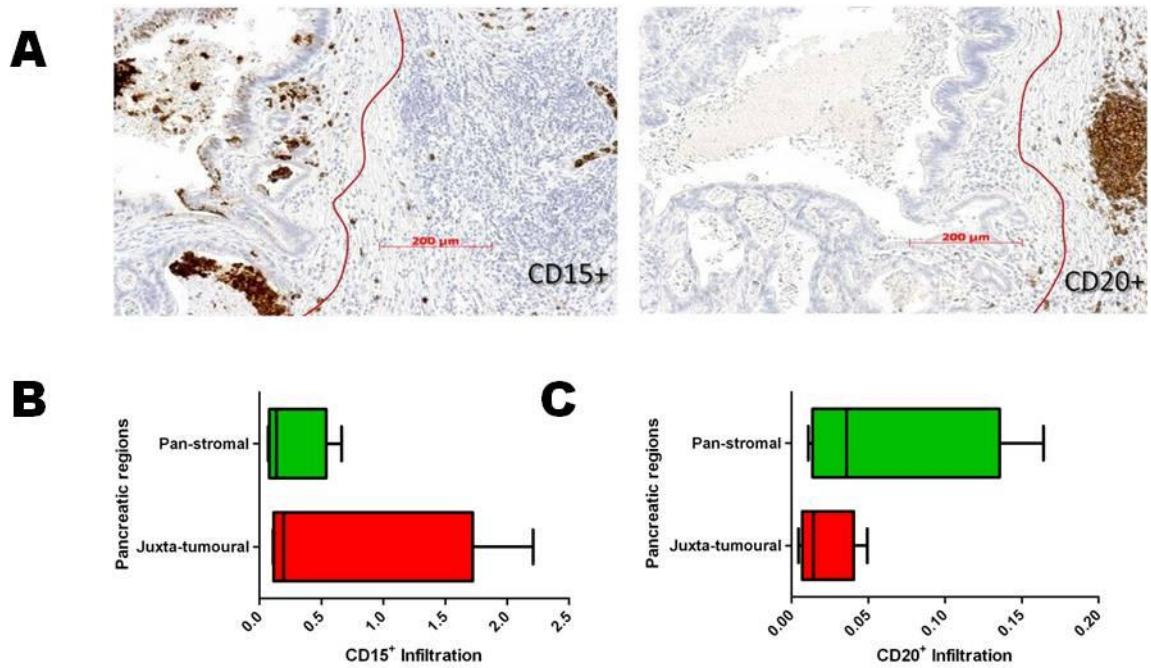 A
200 µm
CD15+
200 µm
CD20+
B
Pancreatic regions
Pan-stromal
Juxta-tumoural
0.0
0.5
1.0
1.5
2.0
2.5
CD15+ Infiltration
C
Pancreatic regions
Pan-stromal
Juxta-tumoural
0.00
0.05
0.10
0.15
0.20
CD20+ Infiltration